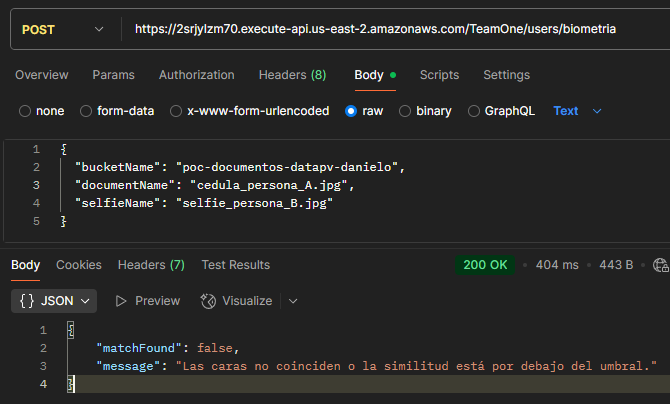 POST https://2srjylzm70.execute-api.us-east-2.amazonaws.com/TeamOne/users/biometria
Overview Params Authorization Headers (8) Body Scripts Settings
none form-data x-www-form-urlencoded raw binary GraphQL Text
1 {
2 "bucketName": "poc-documentos-datapv-danielo",
3 "documentName": "cedula_persona_A.jpg",
4 "selfieName": "selfie_persona_B.jpg"
5 }
Body Cookies Headers (7) Test Results 200 OK 404 ms 443 B
{} JSON Preview Visualize
1 {
2 "matchFound": false,
3 "message": "Las caras no coinciden o la similitud está por debajo del umbral."
4 }